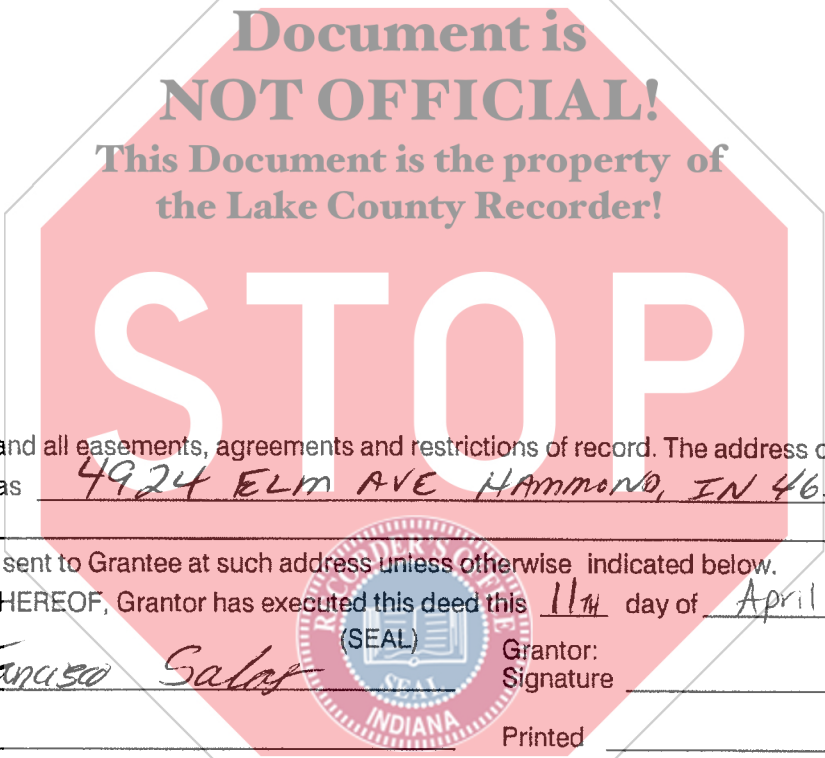 Document is
NOT OFFICIAL!
This Document is the property of
the Lake County Recorder!
STOP
and all easements, agreements and restrictions of record. The address o
as 4924 ELM AVE HAMMOND, IN 46
sent to Grantee at such address unless otherwise indicated below.
HEREOF, Grantor has executed this deed this 11TH day of April
(SEAL) Grantor:
ancisco Salas Signature
Printed
RECORDER'S OFFICE
SEAL
INDIANA